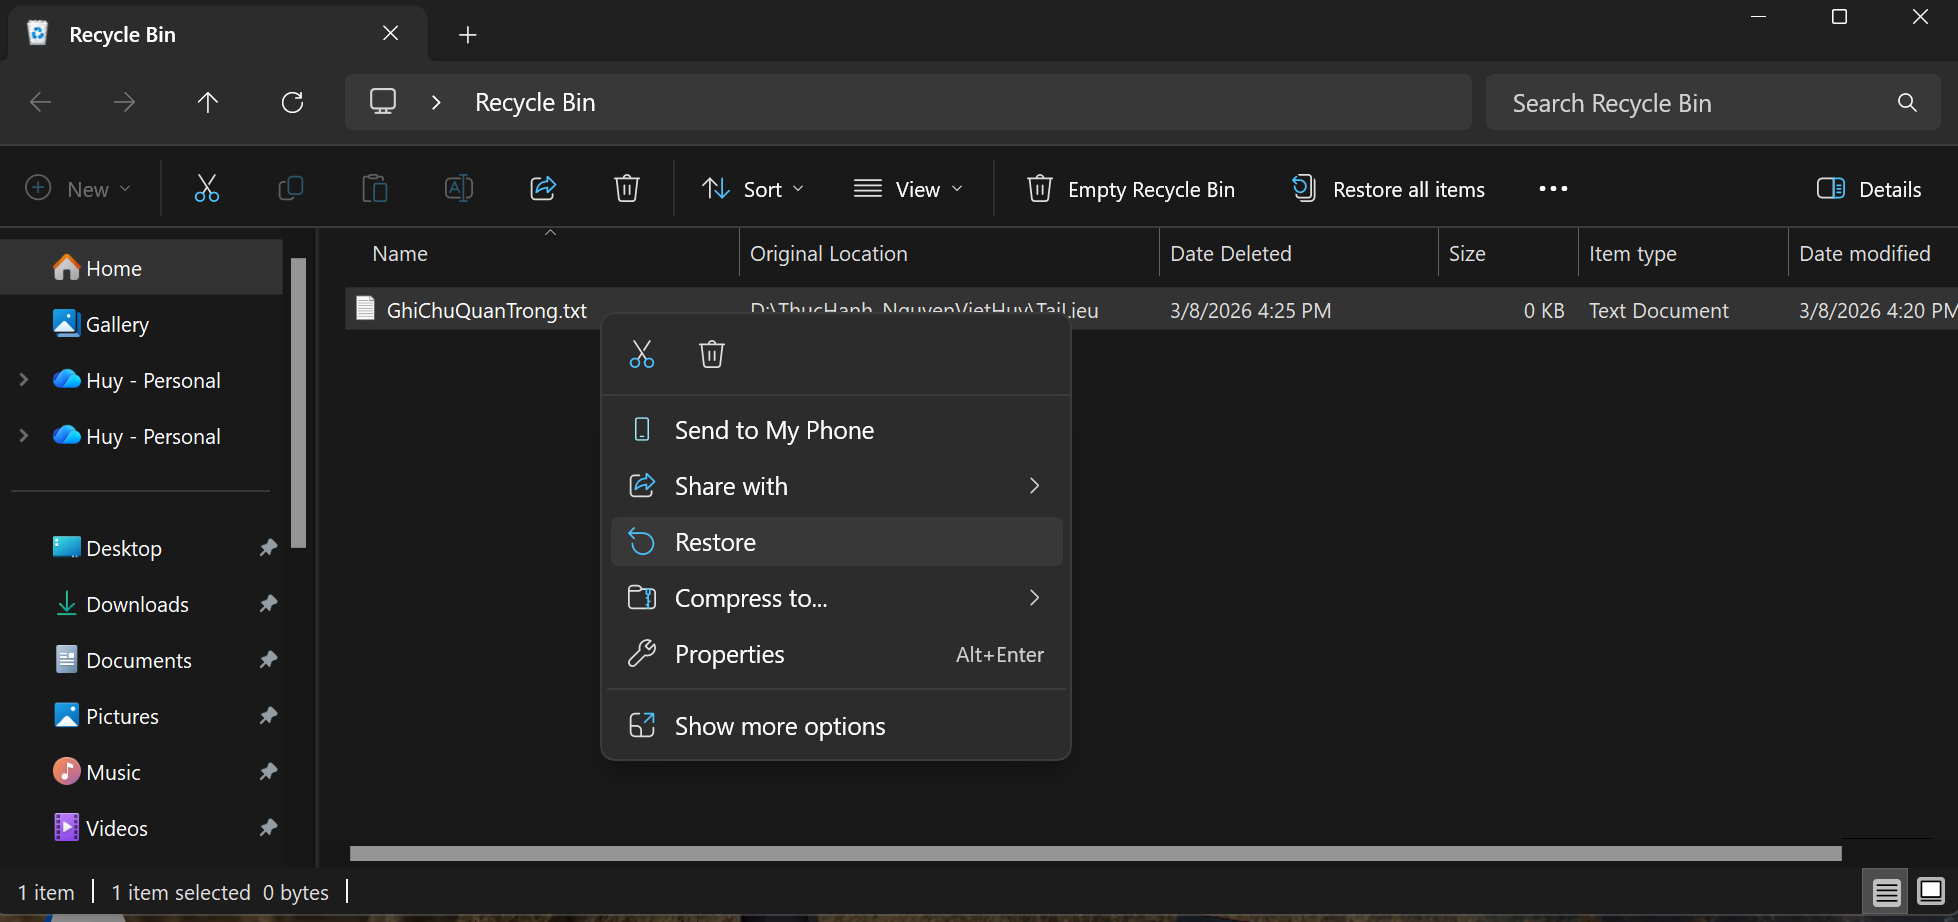 Recycle Bin
Recycle Bin
Search Recycle Bin
New
Sort
View
Empty Recycle Bin
Restore all items
Details
Name
Original Location
Date Deleted
Size
Item type
Date modified
GhiChuQuanTrong.txt
D:\ThucHanh_NguyenVietHuy\TaiLieu
3/8/2026 4:25 PM
0 KB
Text Document
3/8/2026 4:20 PM
Home
Gallery
Huy - Personal
Huy - Personal
Desktop
Downloads
Documents
Pictures
Music
Videos
Send to My Phone
Share with
Restore
Compress to...
Properties Alt+Enter
Show more options
1 item
1 item selected 0 bytes